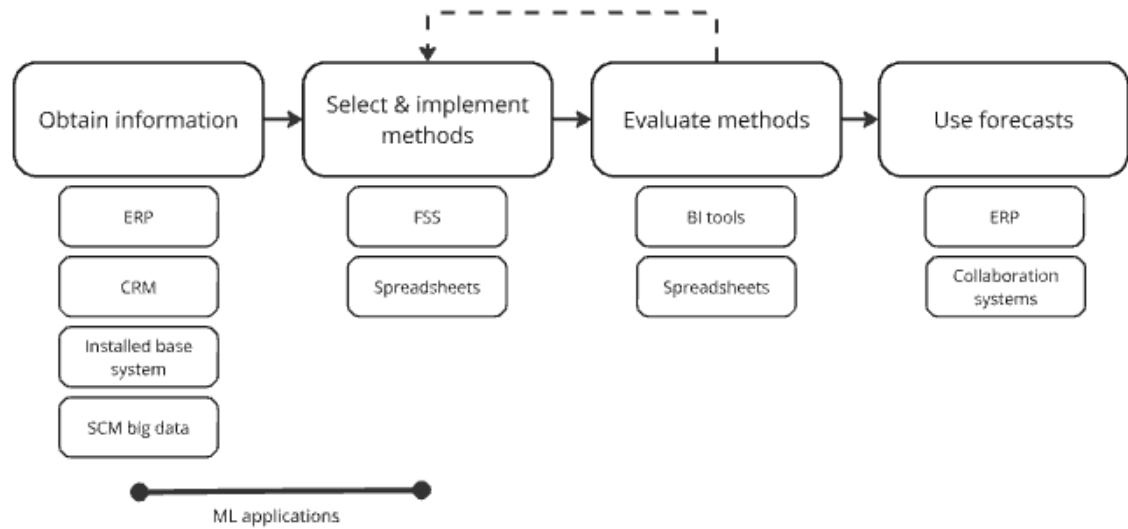 Obtain information
Select & implement
methods
Evaluate methods
Use forecasts
ERP
CRM
Installed base
system
SCM big data
FSS
Spreadsheets
BI tools
Spreadsheets
ERP
Collaboration
systems
ML applications